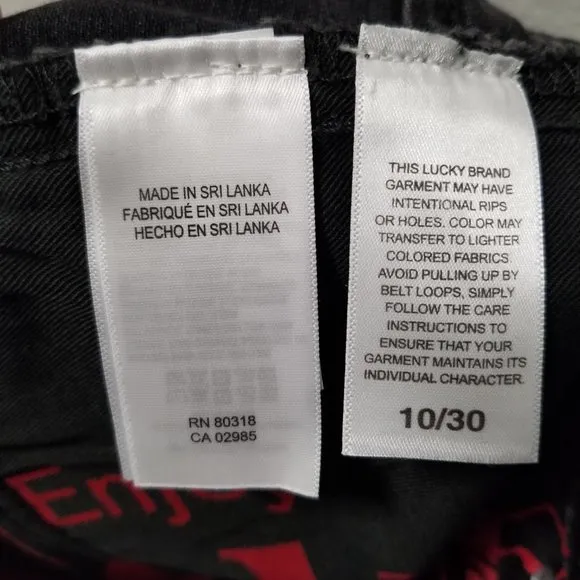 MADE IN SRI LANKA
FABRIQUÉ EN SRI LANKA
HECHO EN SRI LANKA
RN 80318
CA 02985
THIS LUCKY BRAND
GARMENT MAY HAVE
INTENTIONAL RIPS
OR HOLES. COLOR MAY
TRANSFER TO LIGHTER
COLORED FABRICS.
AVOID PULLING UP BY
BELT LOOPS, SIMPLY
FOLLOW THE CARE
INSTRUCTIONS TO
ENSURE THAT YOUR
GARMENT MAINTAINS ITS
INDIVIDUAL CHARACTER.
10/30
Enjoy